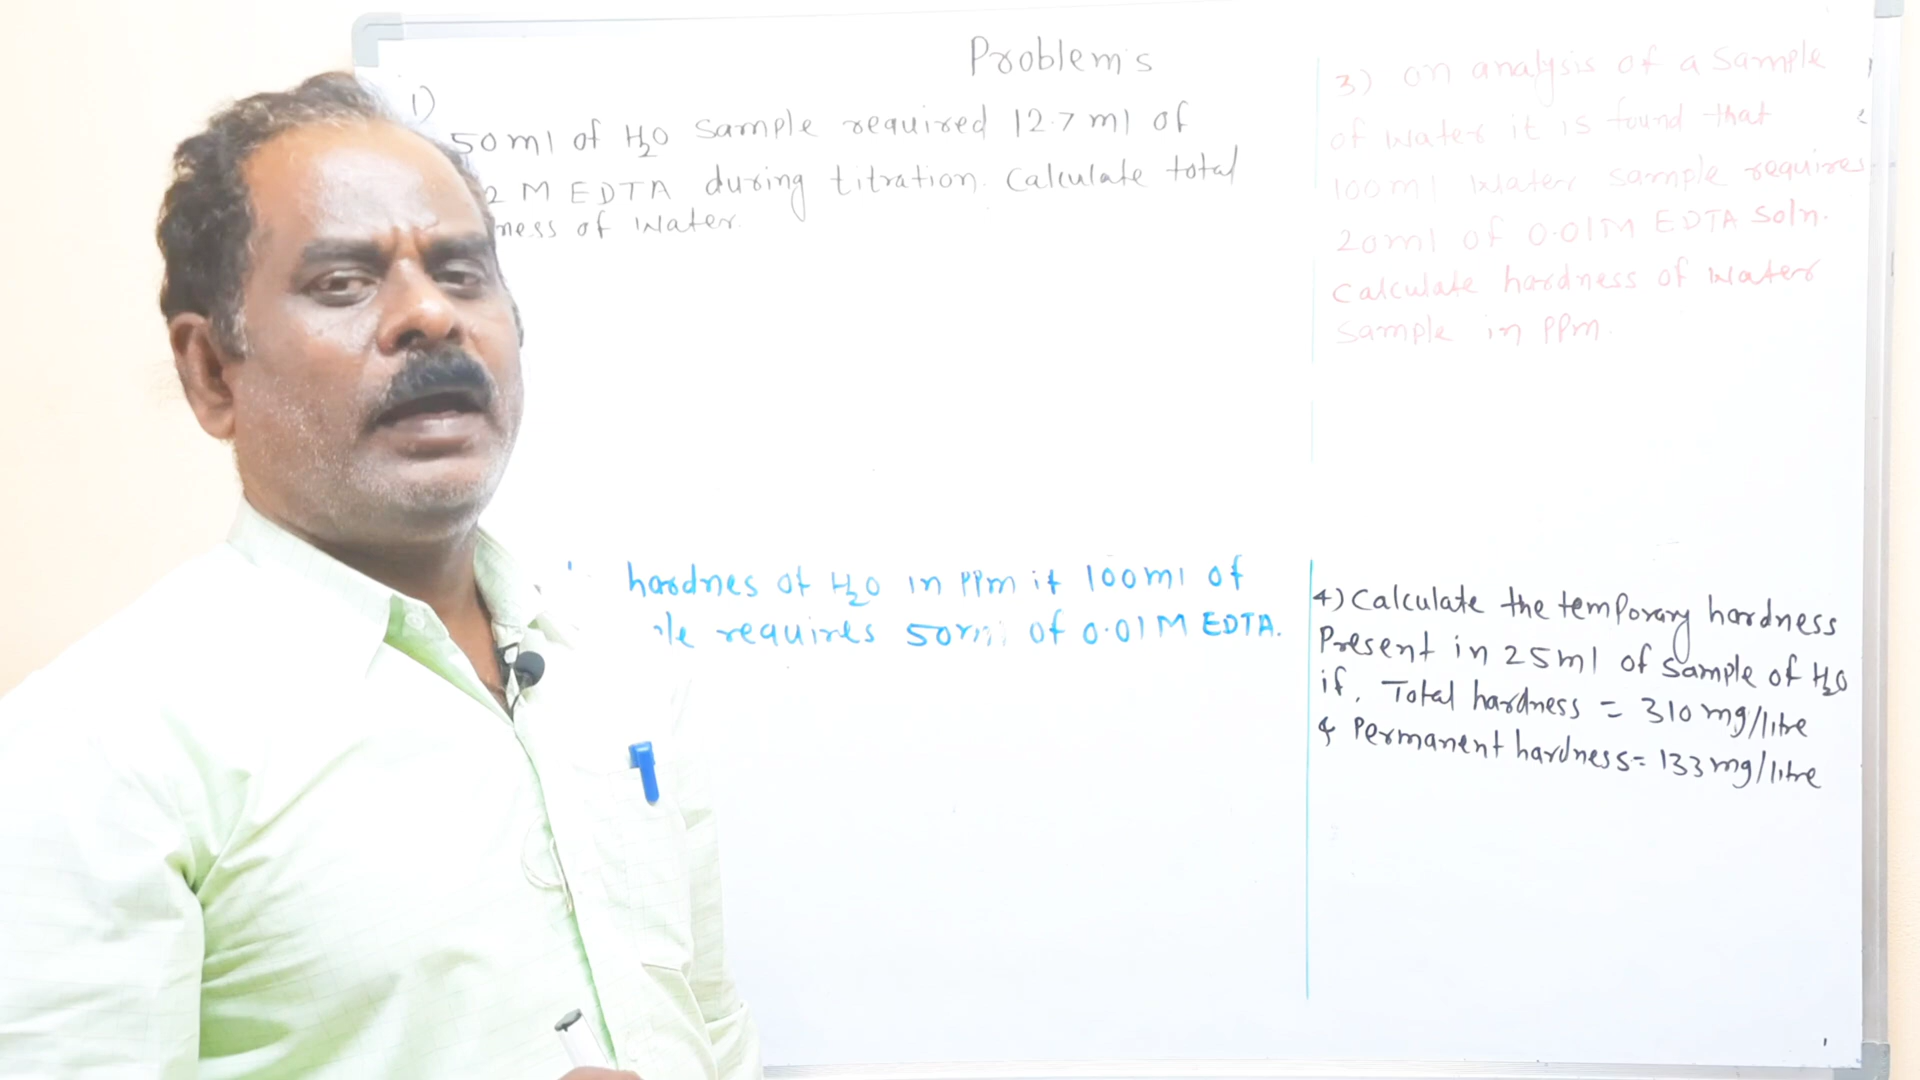 Problems
1)
50ml of H2O sample required 12.7 ml of
2 M EDTA during titration. Calculate total
ness of Water.
hardnes of H2O in PPm if 100ml of
le requires 50ml of 0.01M EDTA.
3) on analysis of a sample
of Water it is found that
100ml Water sample requires
20ml of 0.01M EDTA Soln.
Calculate hardness of Water
sample in PPm.
4) Calculate the temporary hardness
Present in 25ml of sample of H2O
if, Total hardness = 310 mg/litre
& Permanent hardness = 133 mg/litre